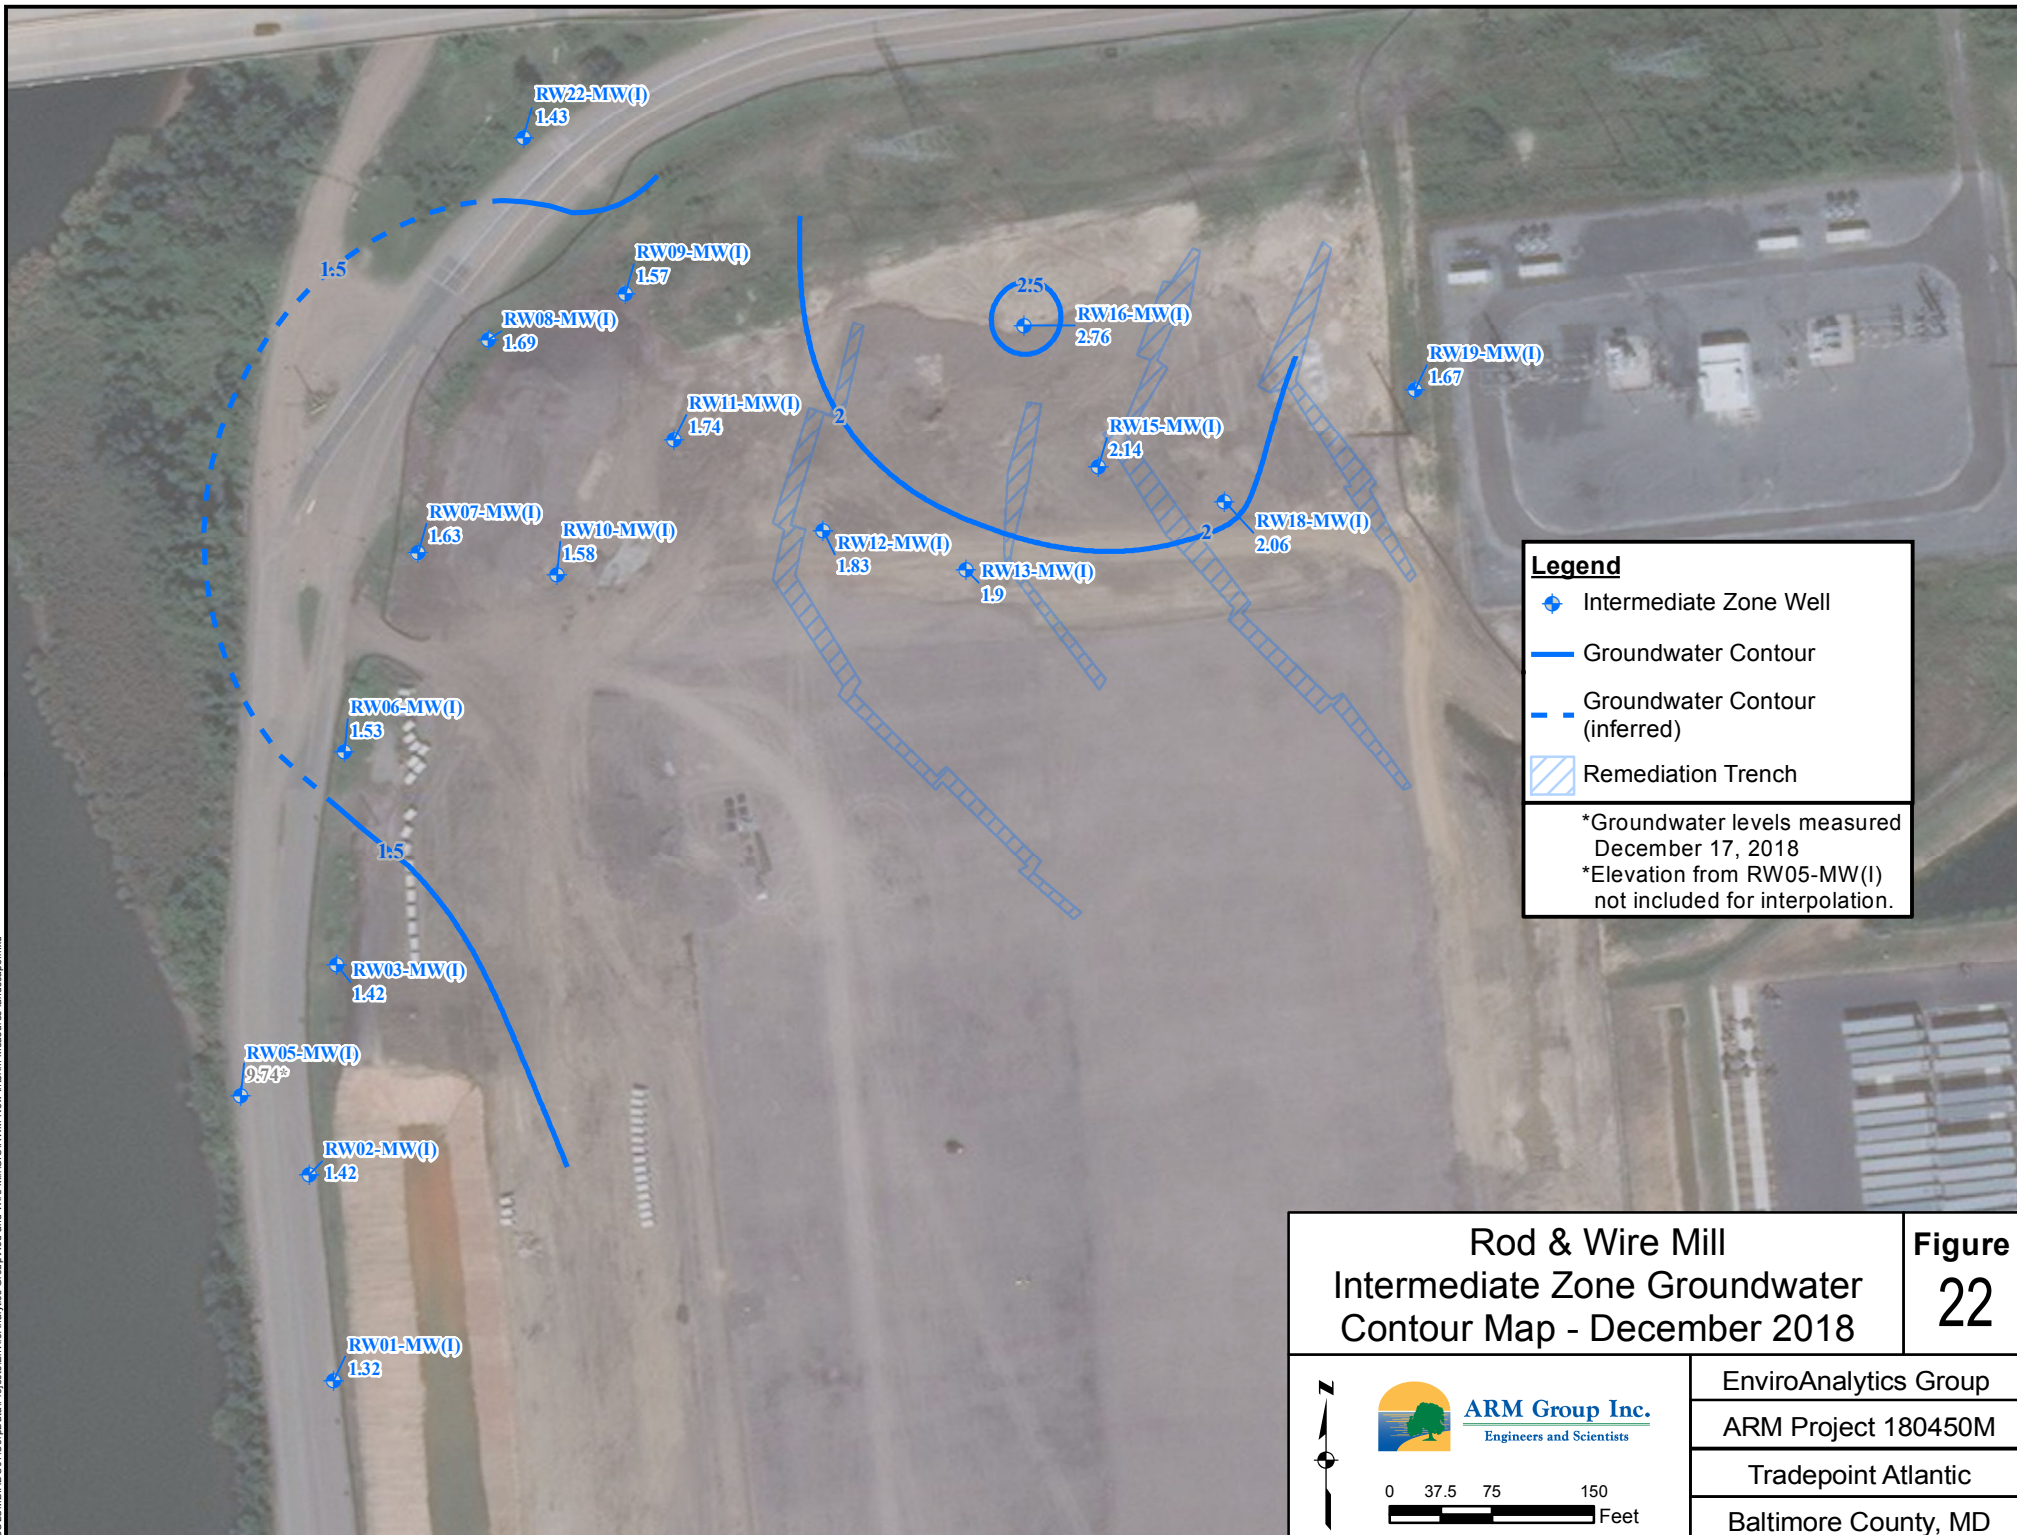 RW22-MW(I)
1.43
1.5
RW09-MW(I)
1.57
RW08-MW(I)
1.69
2.5
RW16-MW(I)
2.76
RW19-MW(I)
1.67
RW11-MW(I)
1.74
2
RW15-MW(I)
2.14
RW07-MW(I)
1.63
RW10-MW(I)
1.58
RW12-MW(I)
1.83
RW13-MW(I)
1.9
2
RW18-MW(I)
2.06
RW06-MW(I)
1.53
1.5
RW03-MW(I)
1.42
RW05-MW(I)
9.74*
RW02-MW(I)
1.42
RW01-MW(I)
1.32
Legend
Intermediate Zone Well
Groundwater Contour
Groundwater Contour
(inferred)
Remediation Trench
*Groundwater levels measured
December 17, 2018
*Elevation from RW05-MW(I)
not included for interpolation.
Rod & Wire Mill
Intermediate Zone Groundwater
Contour Map - December 2018
Figure
22
N
ARM Group Inc.
Engineers and Scientists
0 37.5 75 150
Feet
EnviroAnalytics Group
ARM Project 180450M
Tradepoint Atlantic
Baltimore County, MD